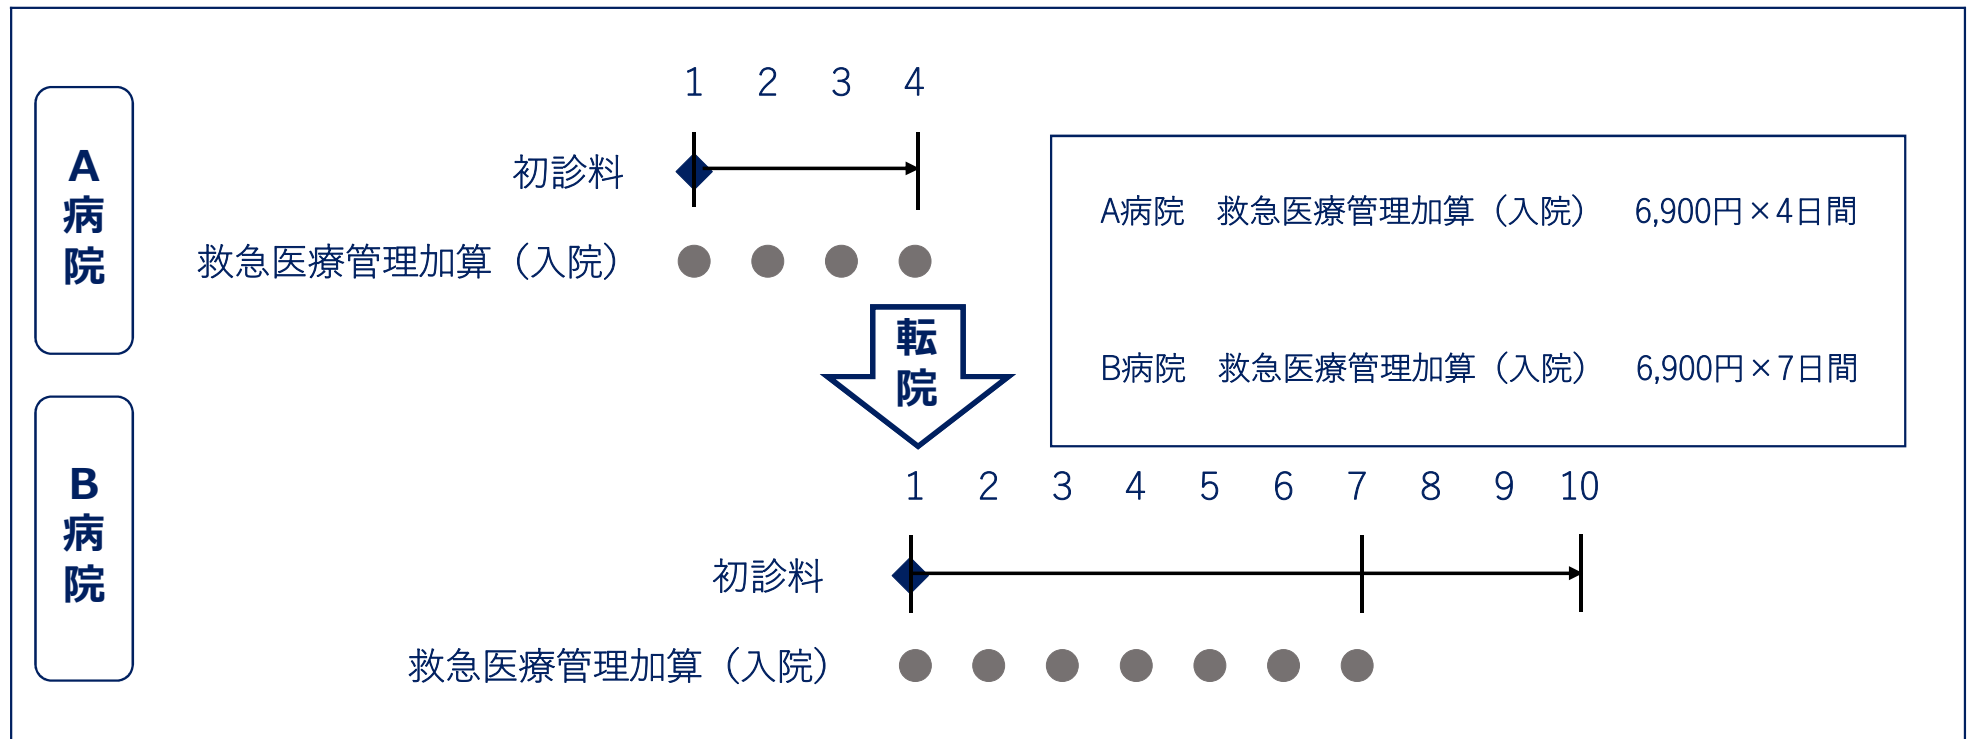 1 2 3 4
A病院
初診料
救急医療管理加算（入院）
A病院 救急医療管理加算（入院） 6,900円×4日間
転院
B病院 救急医療管理加算（入院） 6,900円×7日間
B病院
1 2 3 4 5 6 7 8 9 10
初診料
救急医療管理加算（入院）